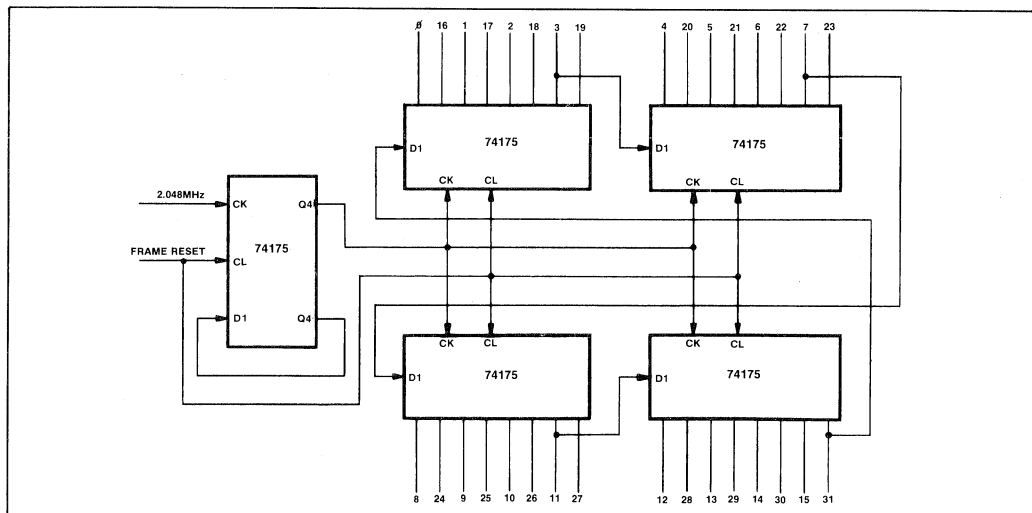 0 16 1 17 2 18 3 19 4 20 5 21 6 22 7 23
74175 74175
D1 D1
CK CL CK CL
2.048MHz
CK Q4
74175
FRAME RESET
CL
D1 Q4
CK CL CK CL
74175 74175
D1 D1
8 24 9 25 10 26 11 27 12 28 13 29 14 30 15 31